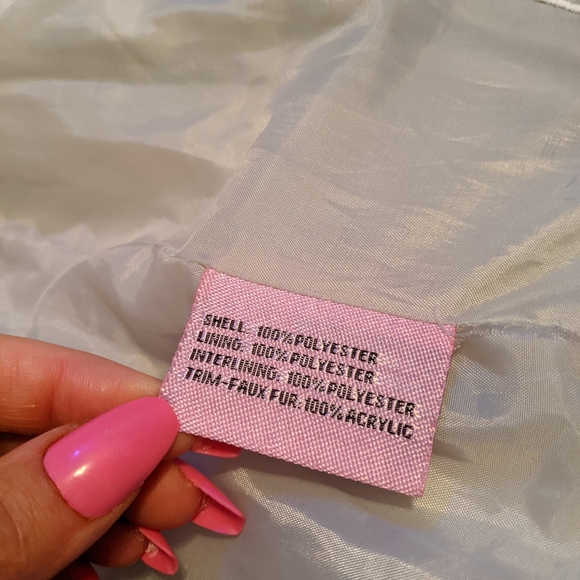 SHELL: 100%POLYESTER
LINING: 100%POLYESTER
INTERLINING: 100%POLYESTER
TRIM-FAUX FUR:100%ACRYLIC